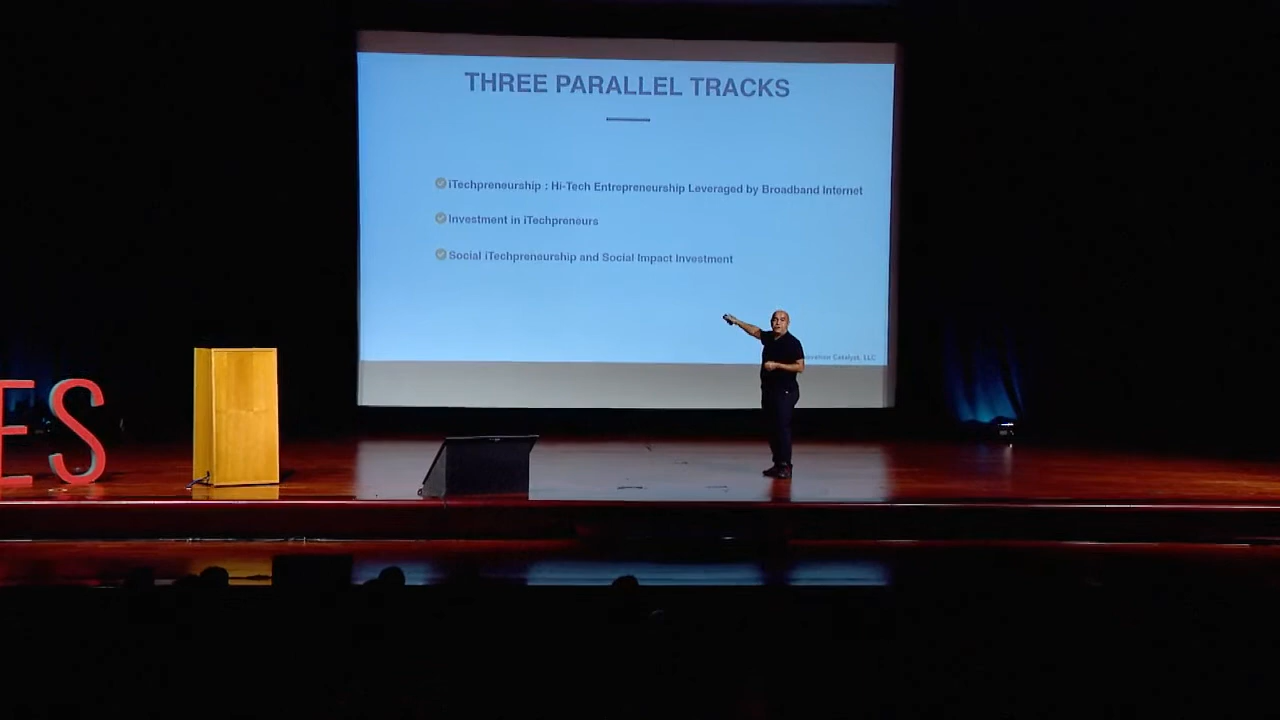 THREE PARALLEL TRACKS
iTechpreneurship : Hi-Tech Entrepreneurship Leveraged by Broadband Internet
Investment in iTechpreneurs
Social iTechpreneurship and Social Impact Investment
Catalyst, LLC
ES